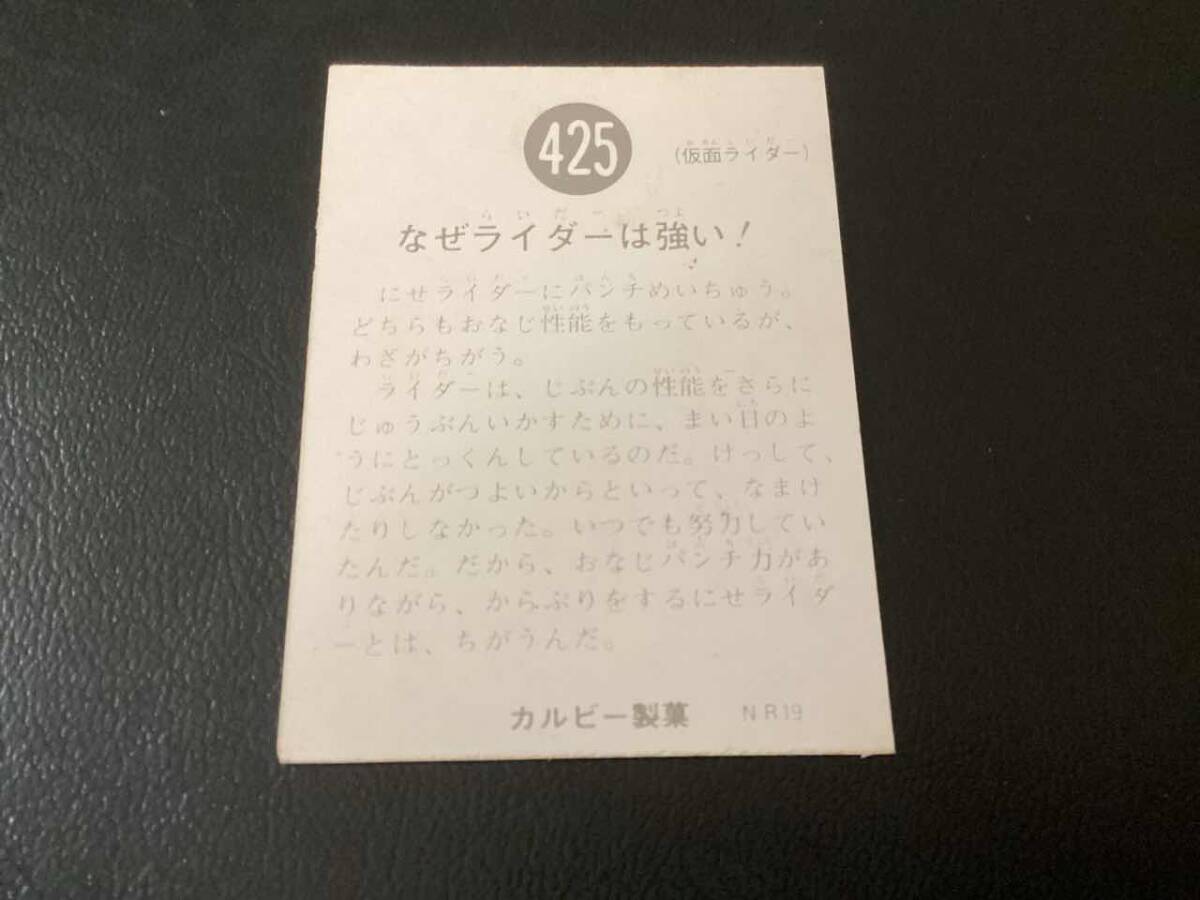 425
(仮面ライダー)
なぜライダーは強い!
にせライダーにパンチめいちゅう。
どちらもおなじ性能をもっているが、
わざがちがう。
ライダーは、じぶんの性能をさらに
じゅうぶんいかすために、まい日のよ
うにとっくんしているのだ。けっして、
じぶんがつよいからといって、なまけ
たりしなかった。いつでも努力してい
たんだ。だから、おなじパンチ力があ
りながら、からぶりをするにせライダ
ーとは、ちがうんだ。
カルビー製菓 N R19